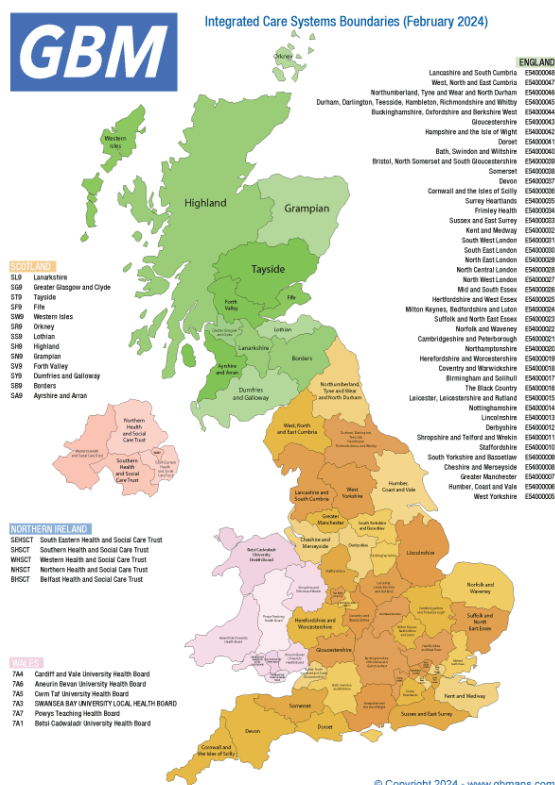 GBM
Integrated Care Systems Boundaries (February 2024)
ENGLAND
Lancashire and South Cumbria E54000048
West, North and East Cumbria E54000047
Northumberland, Tyne and Wear and North Durham E54000046
Durham, Darlington, Teesside, Hambleton, Richmondshire and Whitby E54000045
Buckinghamshire, Oxfordshire and Berkshire West E54000044
Gloucestershire E54000043
Hampshire and the Isle of Wight E54000042
Dorset E54000041
Bath, Swindon and Wiltshire E54000040
Bristol, North Somerset and South Gloucestershire E54000039
Somerset E54000038
Devon E54000037
Cornwall and the Isles of Scilly E54000036
Surrey Heartlands E54000035
Frimley Health E54000034
Sussex and East Surrey E54000033
Kent and Medway E54000032
South West London E54000031
South East London E54000030
North East London E54000029
North Central London E54000028
North West London E54000027
Mid and South Essex E54000026
Hertfordshire and West Essex E54000025
Milton Keynes, Bedfordshire and Luton E54000024
Suffolk and North East Essex E54000023
Norfolk and Waveney E54000022
Cambridgeshire and Peterborough E54000021
Northamptonshire E54000020
Herefordshire and Worcestershire E54000019
Coventry and Warwickshire E54000018
Birmingham and Solihull E54000017
The Black Country E54000016
Leicester, Leicestershire and Rutland E54000015
Nottinghamshire E54000014
Lincolnshire E54000013
Derbyshire E54000012
Shropshire and Telford and Wrekin E54000011
Staffordshire E54000010
South Yorkshire and Bassetlaw E54000009
Cheshire and Merseyside E54000008
Greater Manchester E54000007
Humber, Coast and Vale E54000006
West Yorkshire E54000005
SCOTLAND
SL9 Lanarkshire
SG9 Greater Glasgow and Clyde
ST9 Tayside
SF9 Fife
SW9 Western Isles
SR9 Orkney
SS9 Lothian
SH9 Highland
SN9 Grampian
SV9 Forth Valley
SY9 Dumfries and Galloway
SB9 Borders
SA9 Ayrshire and Arran
NORTHERN IRELAND
SEHSCT South Eastern Health and Social Care Trust
SHSCT Southern Health and Social Care Trust
WHSCT Western Health and Social Care Trust
NHSCT Northern Health and Social Care Trust
BHSCT Belfast Health and Social Care Trust
WALES
7A4 Cardiff and Vale University Health Board
7A6 Aneurin Bevan University Health Board
7A5 Cwm Taf University Health Board
7A3 SWANSEA BAY UNIVERSITY LOCAL HEALTH BOARD
7A7 Powys Teaching Health Board
7A1 Betsi Cadwaladr University Health Board
Orkney
Western
Isles
Highland
Grampian
Tayside
Forth
Valley
Fife
Lothian
Lanarkshire
Borders
Ayrshire
and Arran
Dumfries
and Galloway
Northern
Health
and Social
Care Trust
Southern
Health
and Social
Care Trust
Northumberland,
Tyne and Wear
and North Durham
West, North
and East Cumbria
Lancashire and
South Cumbria
West
Yorkshire
Humber,
Coast and Vale
Greater
Manchester
South Yorkshire
and Bassetlaw
Cheshire and
Merseyside
Derbyshire
Lincolnshire
Betsi Cadwaladr
University
Health Board
Norfolk and
Waveney
Herefordshire and
Worcestershire
Suffolk and
North
East Essex
Gloucestershire
Kent and Medway
Sussex and East Surrey
Somerset
Dorset
Devon
Cornwall and
the Isles of Scilly
© Copyright 2024 - www.gbmaps.com